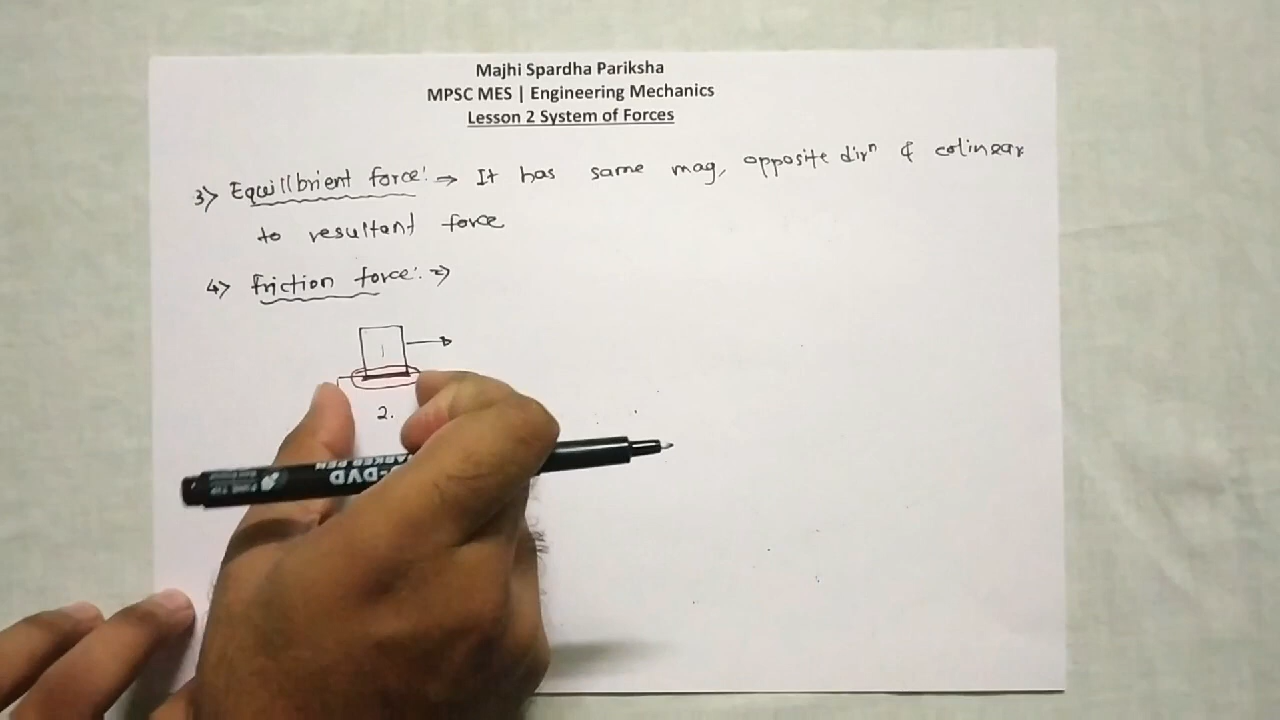 Majhi Spardha Pariksha
MPSC MES | Engineering Mechanics
Lesson 2 System of Forces
3> Equillbrient force:→ It has same mag, opposite dirⁿ & colinear
to resultant force
4> friction force:→
1
2.
DVD